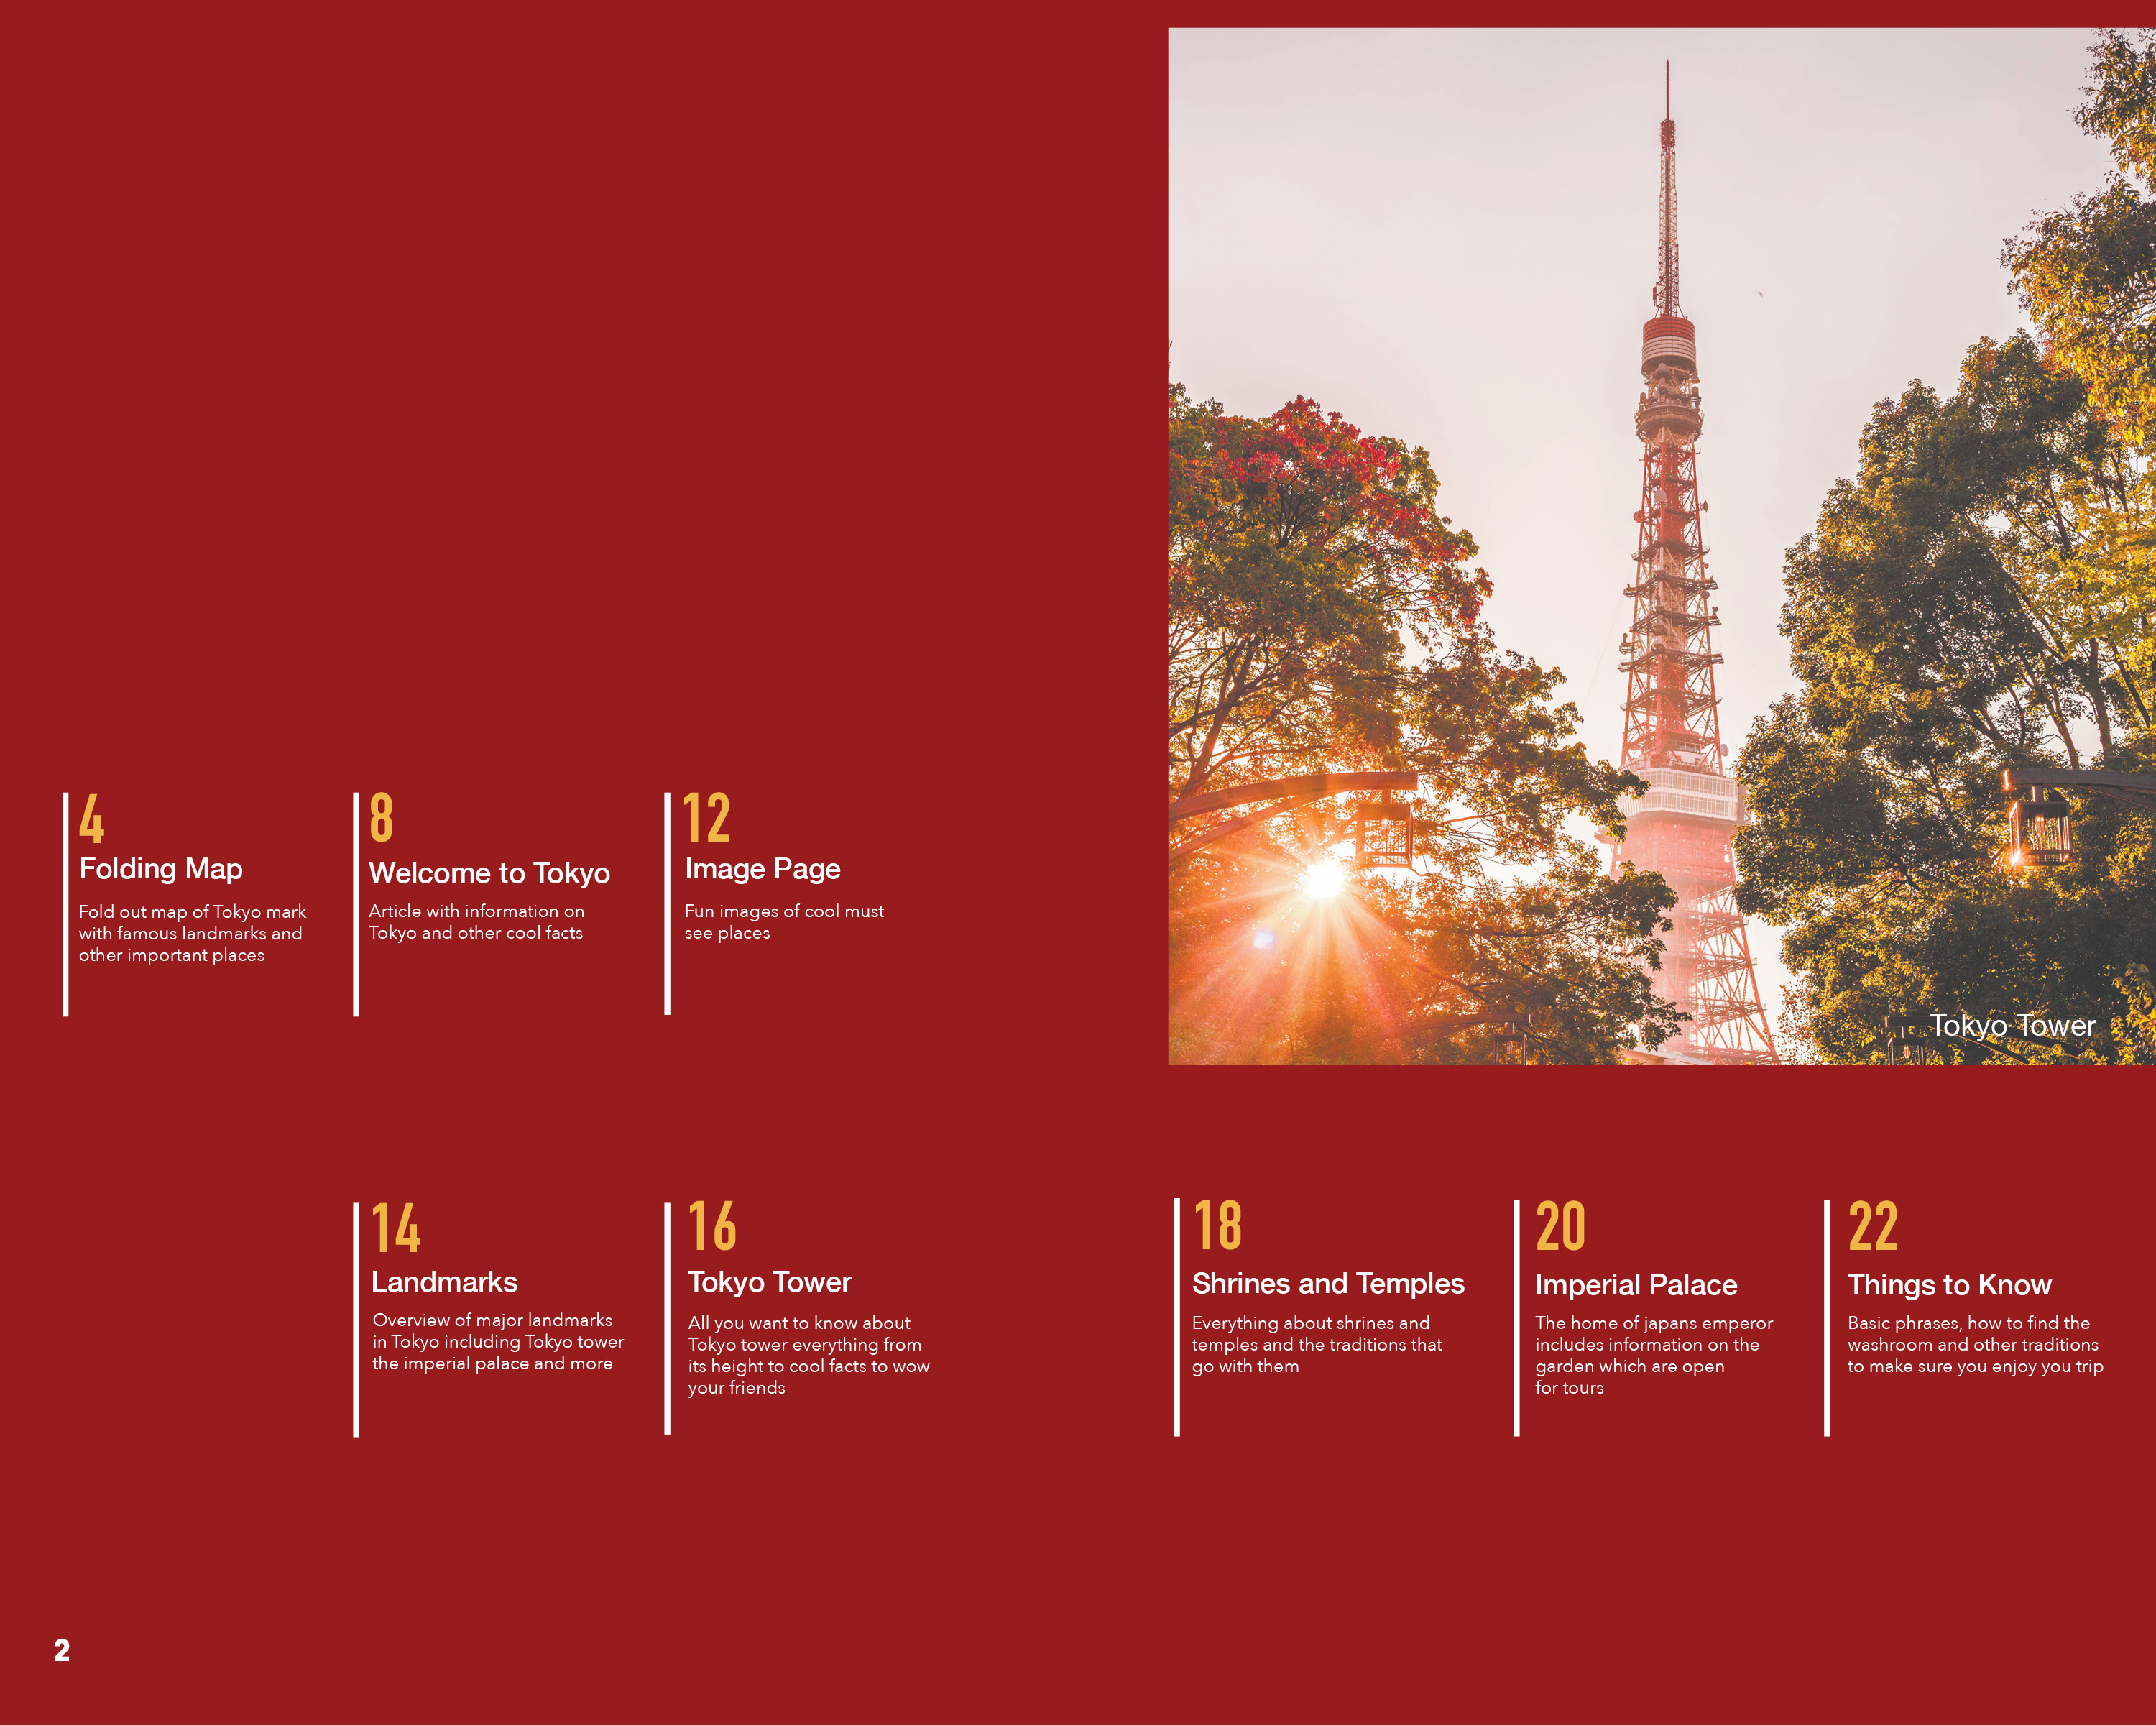 4
Folding Map
Fold out map of Tokyo mark
with famous landmarks and
other important places
8
Welcome to Tokyo
Article with information on
Tokyo and other cool facts
12
Image Page
Fun images of cool must
see places
Tokyo Tower
14
Landmarks
Overview of major landmarks
in Tokyo including Tokyo tower
the imperial palace and more
16
Tokyo Tower
All you want to know about
Tokyo tower everything from
its height to cool facts to wow
your friends
18
Shrines and Temples
Everything about shrines and
temples and the traditions that
go with them
20
Imperial Palace
The home of japans emperor
includes information on the
garden which are open
for tours
22
Things to Know
Basic phrases, how to find the
washroom and other traditions
to make sure you enjoy you trip
2